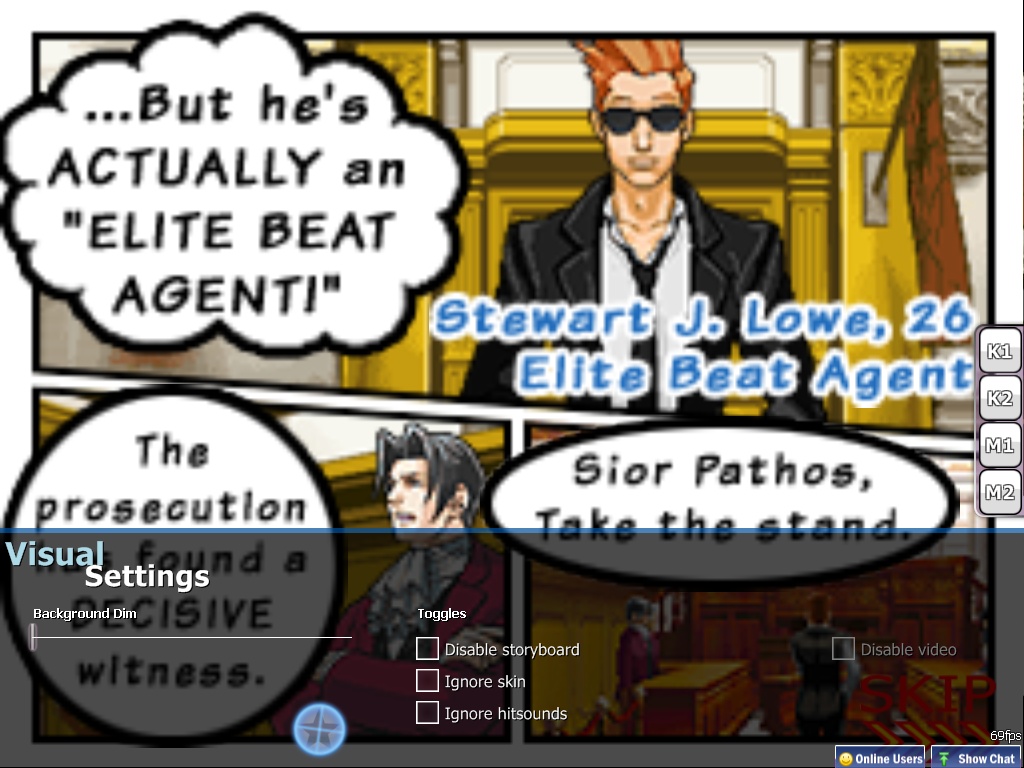 ...But he's
ACTUALLY an
"ELITE BEAT
AGENT!"
Stewart J. Lowe, 26
Elite Beat Agent
K1
K2
M1
M2
The
prosecution
has found a
DECISIVE
witness.
Sior Pathos,
Take the stand.
Visual
Settings
Background Dim
Toggles
Disable storyboard
Ignore skin
Ignore hitsounds
Disable video
SKIP
69fps
Online Users
Show Chat